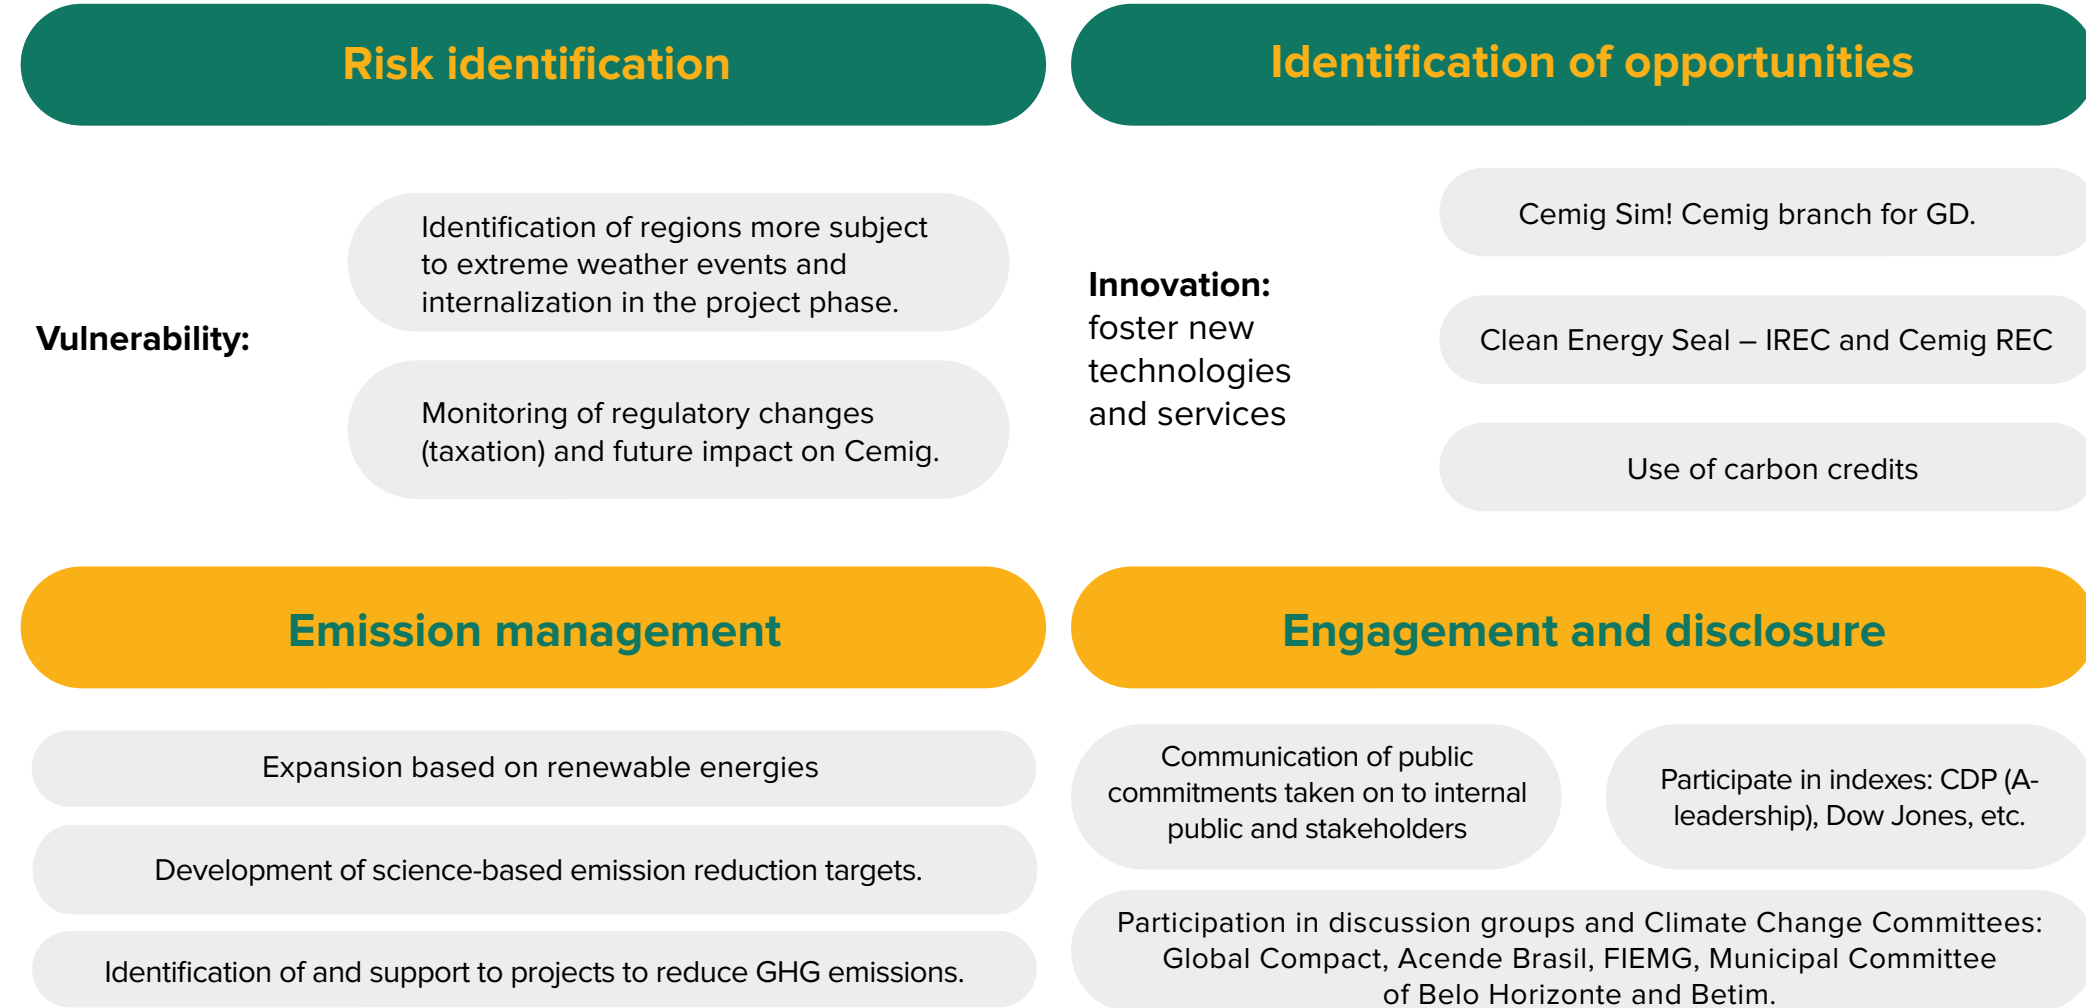 Risk identification
Vulnerability:
Identification of regions more subject
to extreme weather events and
internalization in the project phase.
Monitoring of regulatory changes
(taxation) and future impact on Cemig.
Identification of opportunities
Innovation:
foster new
technologies
and services
Cemig Sim! Cemig branch for GD.
Clean Energy Seal – IREC and Cemig REC
Use of carbon credits
Emission management
Expansion based on renewable energies
Development of science-based emission reduction targets.
Identification of and support to projects to reduce GHG emissions.
Engagement and disclosure
Communication of public
commitments taken on to internal
public and stakeholders
Participate in indexes: CDP (A-
leadership), Dow Jones, etc.
Participation in discussion groups and Climate Change Committees:
Global Compact, Acende Brasil, FIEMG, Municipal Committee
of Belo Horizonte and Betim.